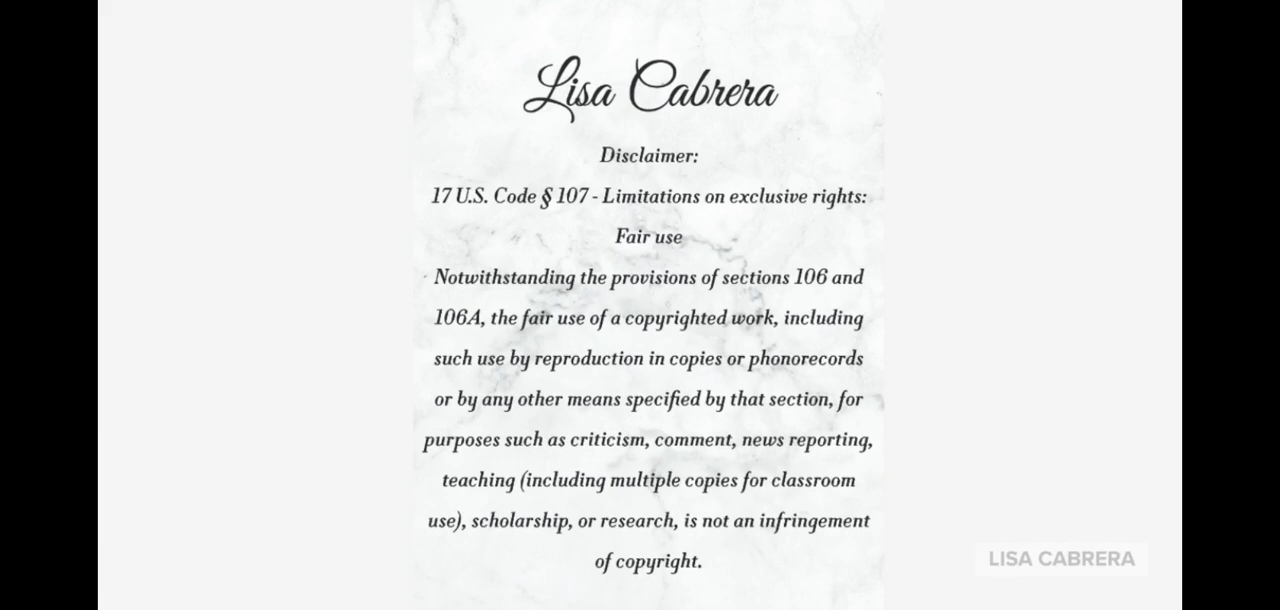 Lisa Cabrera
Disclaimer:
17 U.S. Code § 107 - Limitations on exclusive rights:
Fair use
Notwithstanding the provisions of sections 106 and
106A, the fair use of a copyrighted work, including
such use by reproduction in copies or phonorecords
or by any other means specified by that section, for
purposes such as criticism, comment, news reporting,
teaching (including multiple copies for classroom
use), scholarship, or research, is not an infringement
of copyright.
LISA CABRERA